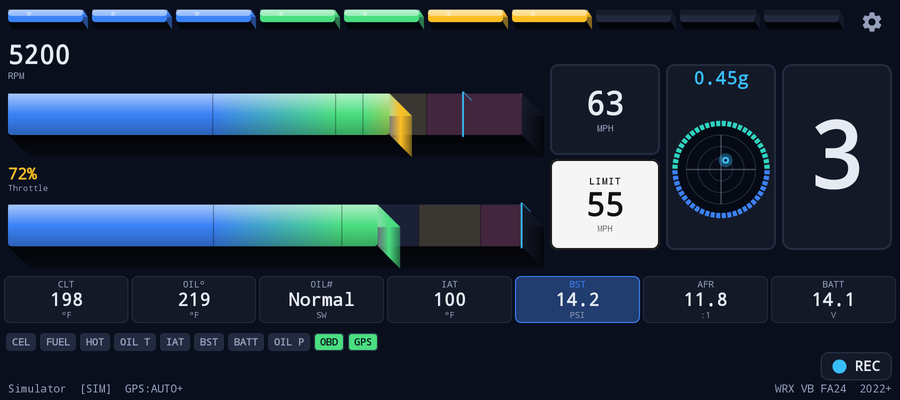 5200
RPM
72%
Throttle
63
MPH
LIMIT
55
MPH
0.45g
3
CLT
198
°F
OIL°
219
°F
OIL#
Normal
SW
IAT
100
°F
BST
14.2
PSI
AFR
11.8
:1
BATT
14.1
V
CEL FUEL HOT OIL T IAT BST BATT OIL P OBD GPS
REC
Simulator [SIM] GPS:AUTO+
WRX VB FA24 2022+